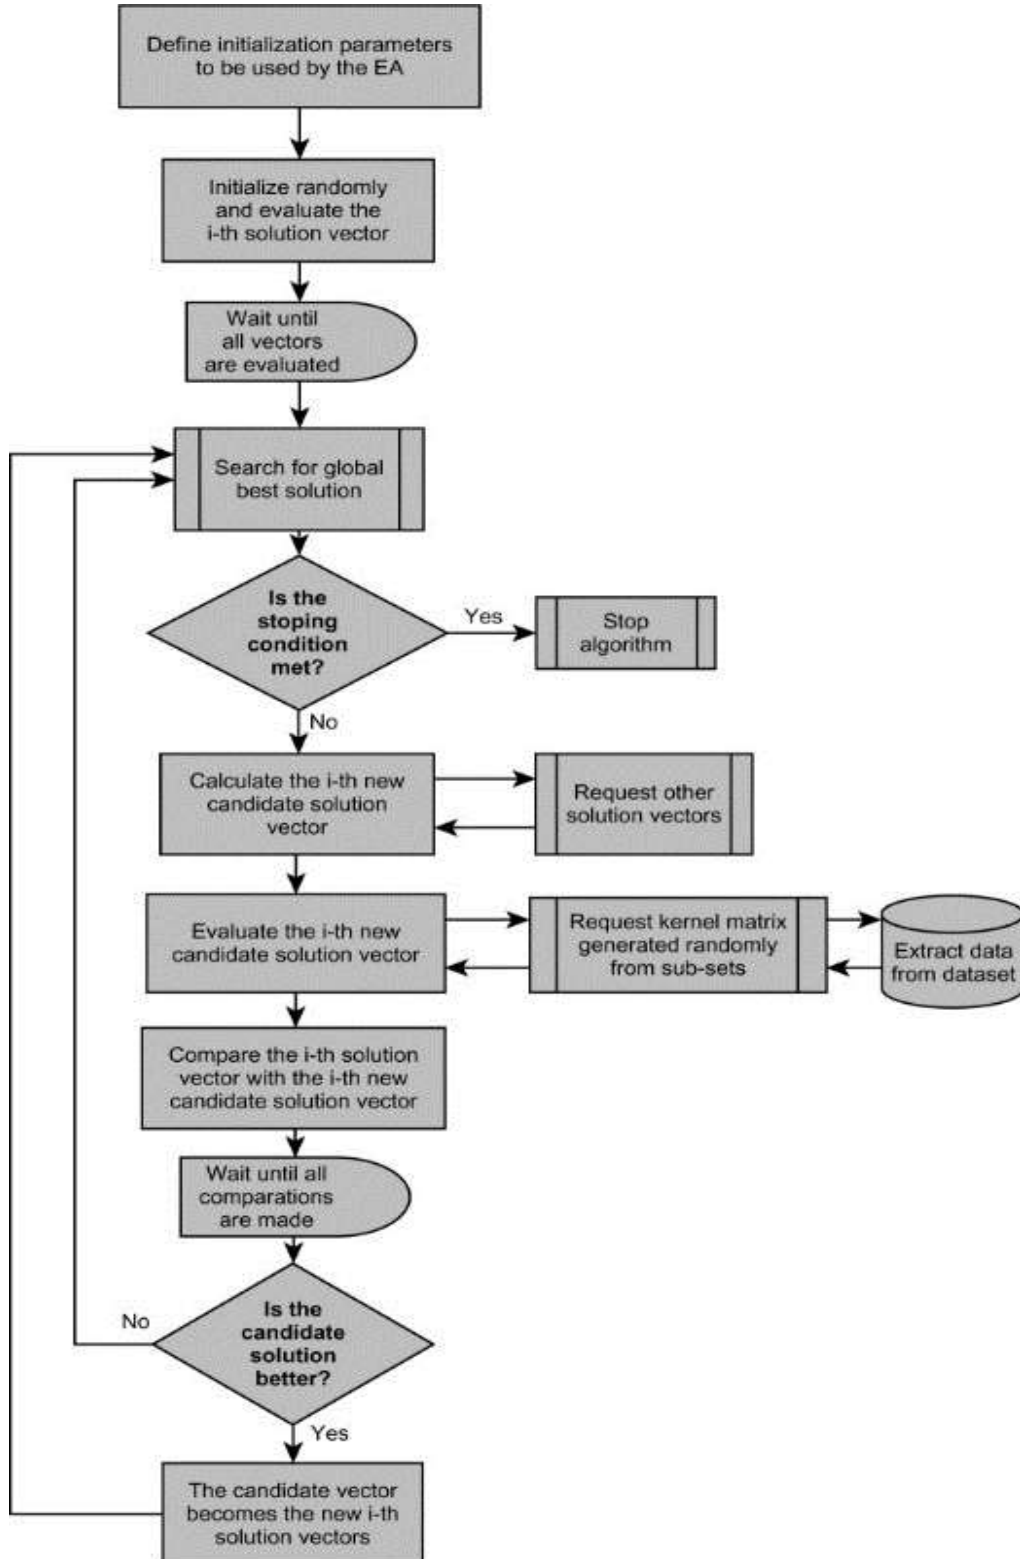 Define initialization parameters
to be used by the EA
Initialize randomly
and evaluate the
i-th solution vector
Wait until
all vectors
are evaluated
Search for global
best solution
Is the
stoping
condition
met?
Yes
Stop
algorithm
No
Calculate the i-th new
candidate solution
vector
Request other
solution vectors
Evaluate the i-th new
candidate solution vector
Request kernel matrix
generated randomly
from sub-sets
Extract data
from dataset
Compare the i-th solution
vector with the i-th new
candidate solution vector
Wait until all
comparations
are made
Is the
candidate
solution
better?
No
Yes
The candidate vector
becomes the new i-th
solution vectors